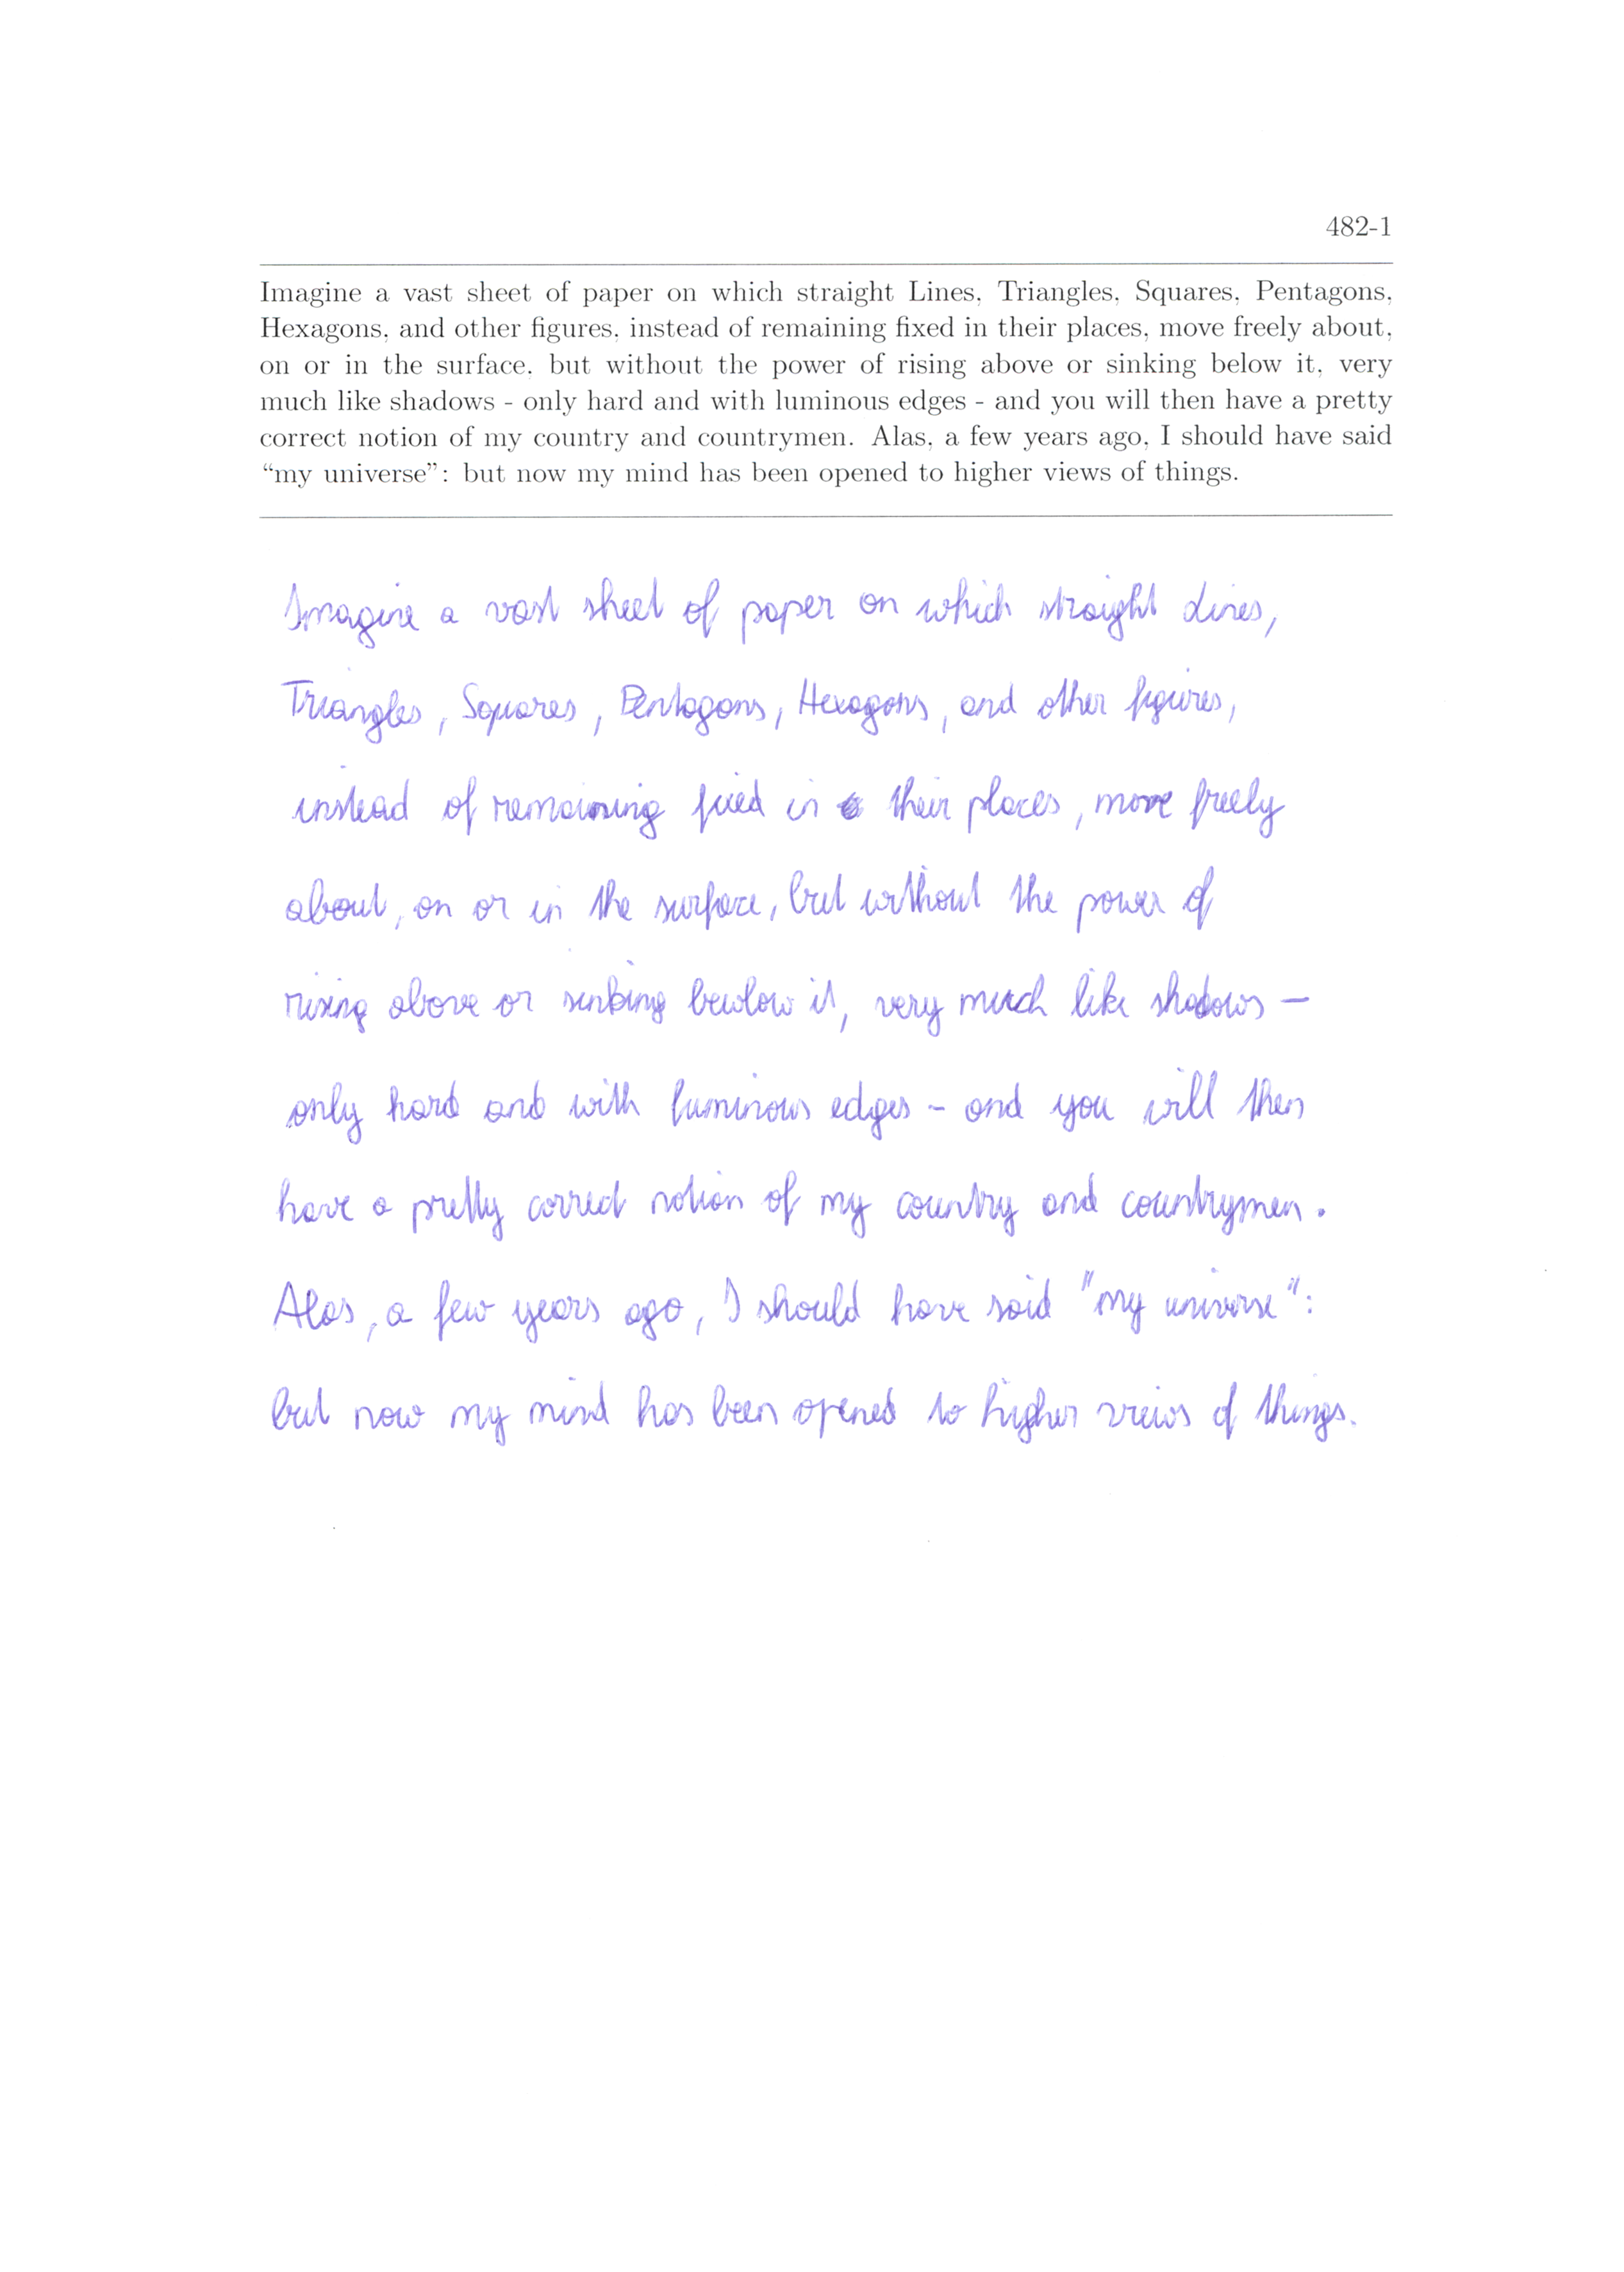 482-1
Imagine a vast sheet of paper on which straight Lines, Triangles, Squares, Pentagons,
Hexagons, and other figures, instead of remaining fixed in their places, move freely about,
on or in the surface, but without the power of rising above or sinking below it, very
much like shadows - only hard and with luminous edges - and you will then have a pretty
correct notion of my country and countrymen. Alas, a few years ago, I should have said
“my universe”: but now my mind has been opened to higher views of things.
Imagine a vast sheet of paper on which straight Lines,
Triangles, Squares, Pentagons, Hexagons, and other figures,
instead of remaining fixed in their places, move freely
about, on or in the surface, but without the power of
rising above or sinking bewlow it, very much like shadows –
only hard and with luminous edges – and you will then
have a pretty correct notion of my country and countrymen.
Alas, a few years ago, I should have said "my universe":
but now my mind has been opened to higher views of things.